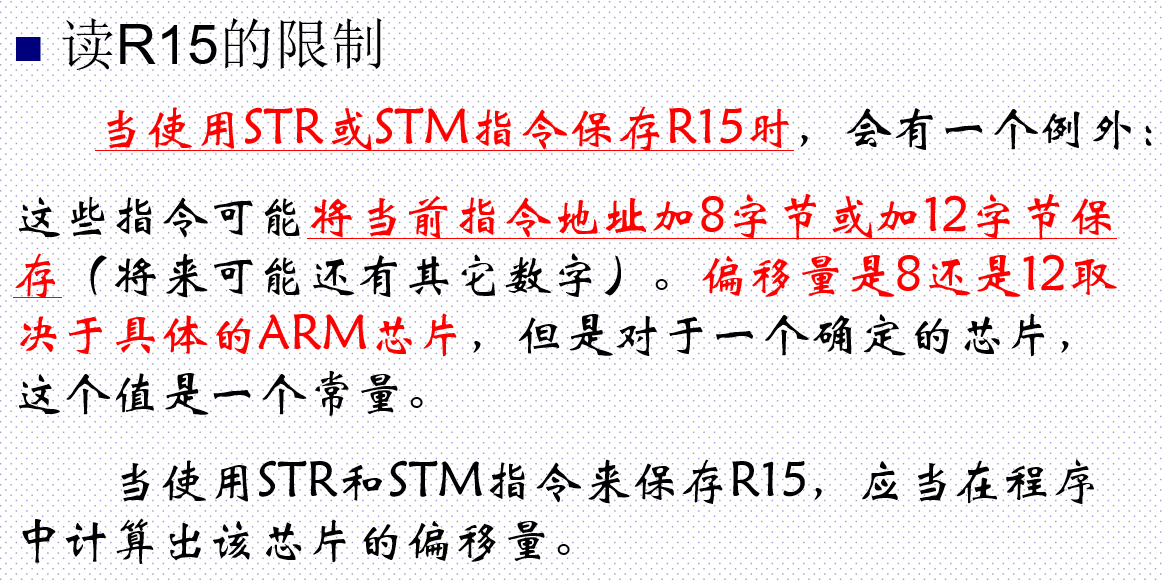 ■ 读R15的限制
当使用STR或STM指令保存R15时，会有一个例外：
这些指令可能将当前指令地址加8字节或加12字节保
存（将来可能还有其它数字）。偏移量是8还是12取
决于具体的ARM芯片，但是对于一个确定的芯片，
这个值是一个常量。
当使用STR和STM指令来保存R15，应当在程序
中计算出该芯片的偏移量。